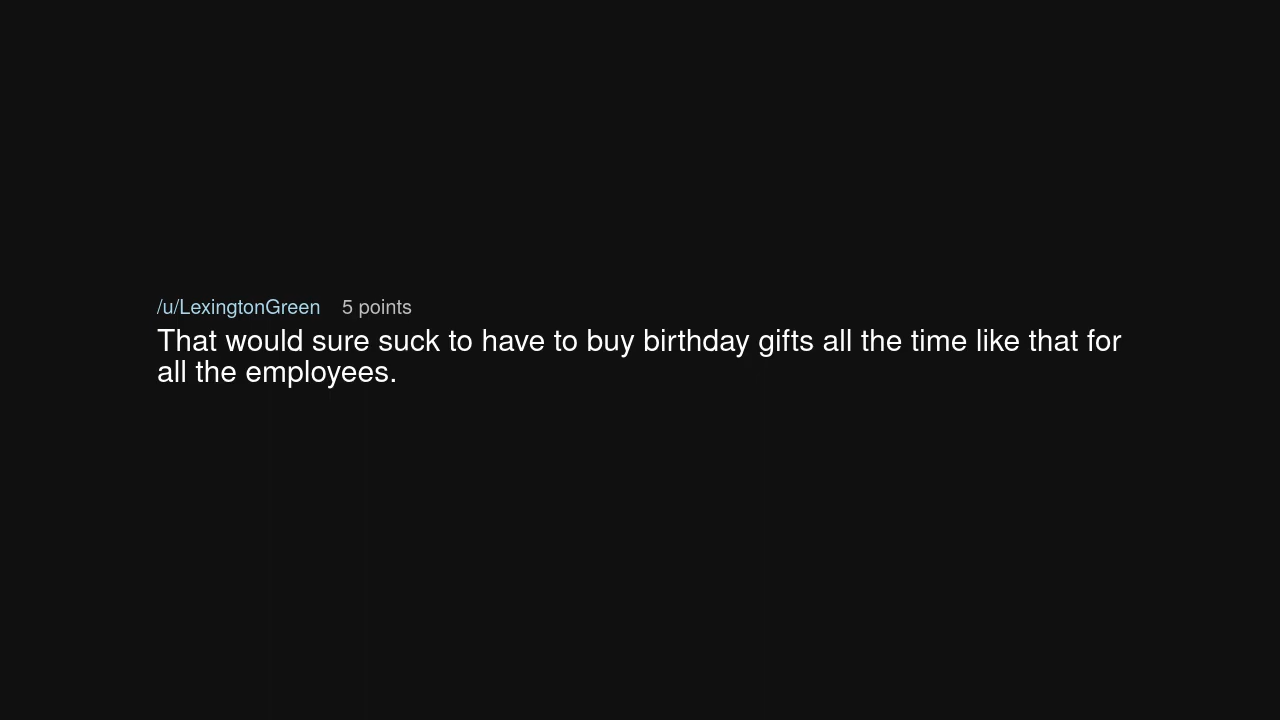 /u/LexingtonGreen 5 points
That would sure suck to have to buy birthday gifts all the time like that for
all the employees.